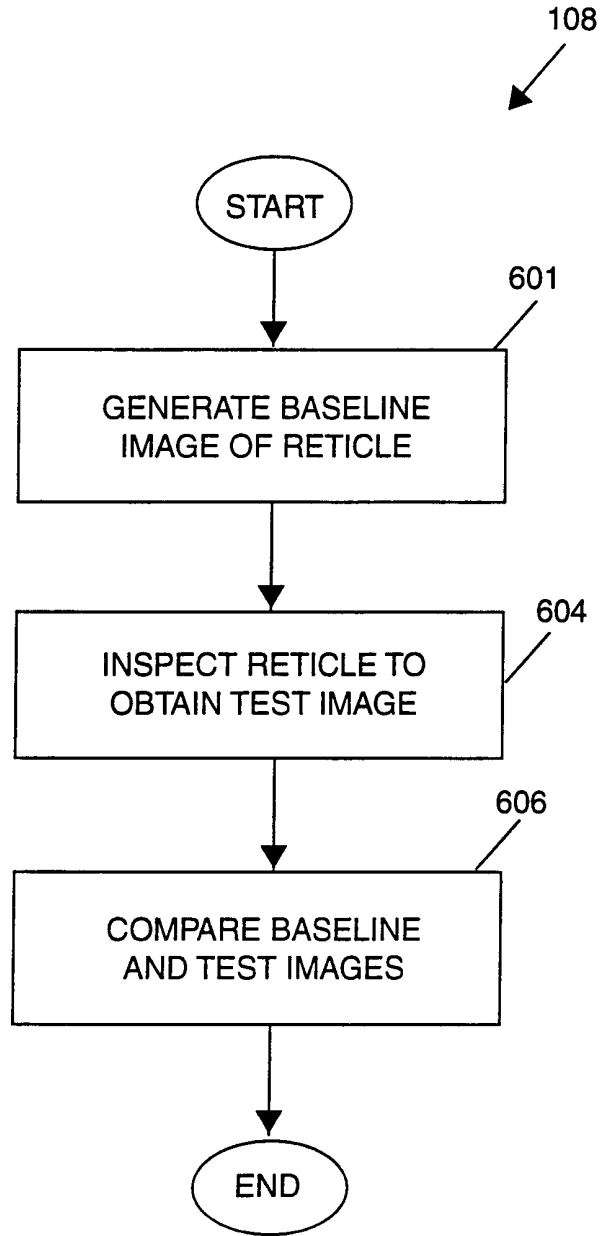 108
START
601
GENERATE BASELINE
IMAGE OF RETICLE
604
INSPECT RETICLE TO
OBTAIN TEST IMAGE
606
COMPARE BASELINE
AND TEST IMAGES
END